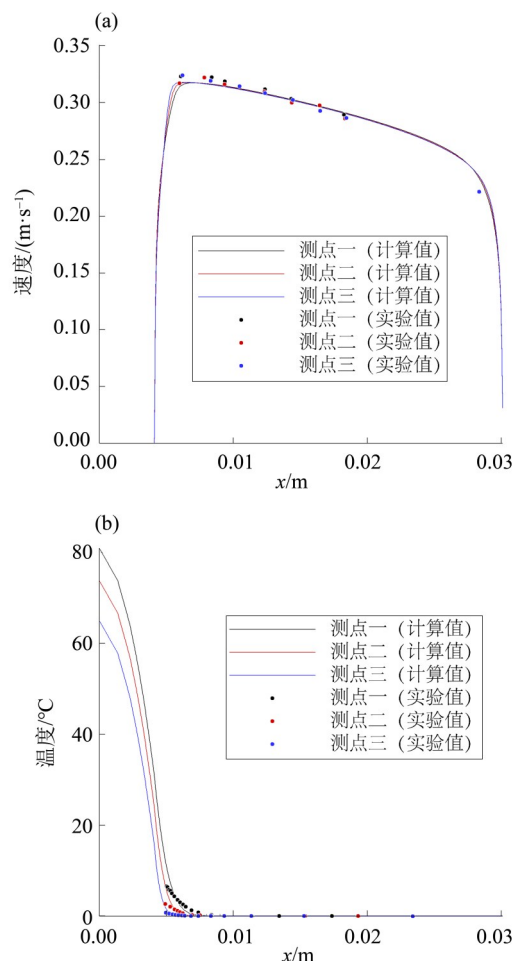 (a)
0.35
0.30
0.25
0.20
0.15
0.10
0.05
0.00
速度/(m·s⁻¹)
测点一 (计算值)
测点二 (计算值)
测点三 (计算值)
测点一 (实验值)
测点二 (实验值)
测点三 (实验值)
0.00 0.01 0.02 0.03
x/m
(b)
80
60
40
20
0
温度/°C
测点一 (计算值)
测点二 (计算值)
测点三 (计算值)
测点一 (实验值)
测点二 (实验值)
测点三 (实验值)
0.00 0.01 0.02 0.03
x/m